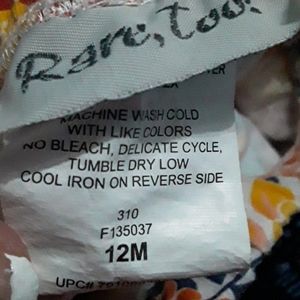 Rare, too!
MACHINE WASH COLD
WITH LIKE COLORS
NO BLEACH, DELICATE CYCLE,
TUMBLE DRY LOW
COOL IRON ON REVERSE SIDE
310
F135037
12M
UPC#